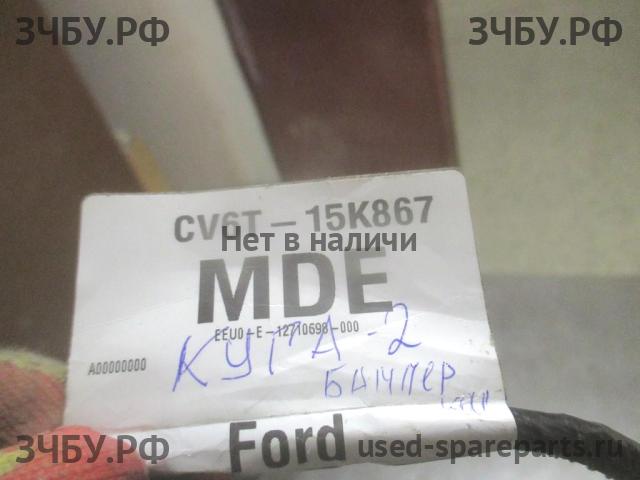 ЗЧБУ.РФ ЗЧБУ.РФ
CV6T-15K867
Нет в наличи
MDE
EEU0-E-12710698-000
A00000000
КУГА-2
БАМПЕР
Ford
ЗЧБУ.РФ used-spareparts.ru